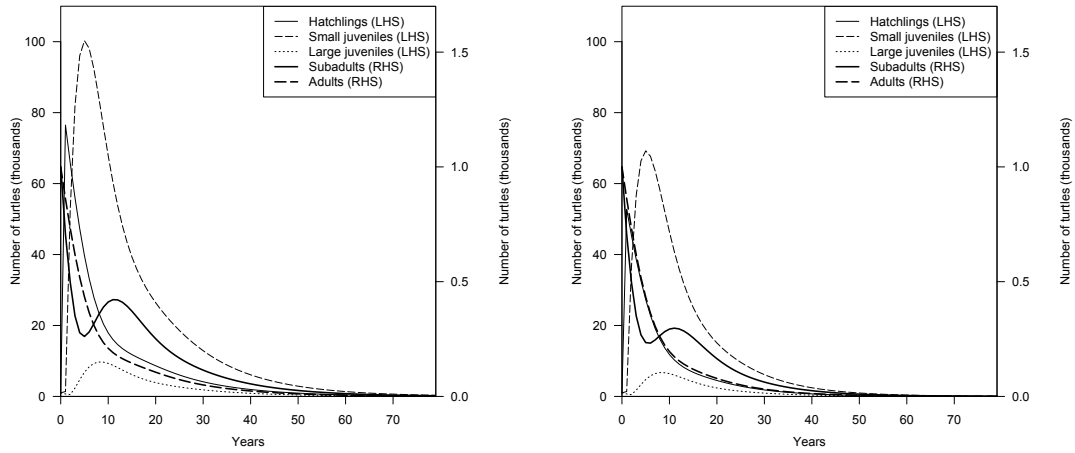 Hatchlings (LHS)
Small juveniles (LHS)
Large juveniles (LHS)
Subadults (RHS)
Adults (RHS)
Number of turtles (thousands)
100
80
60
40
20
0
1.5
1.0
0.5
0.0
Number of turtles (thousands)
0 10 20 30 40 50 60 70
Years
Hatchlings (LHS)
Small juveniles (LHS)
Large juveniles (LHS)
Subadults (RHS)
Adults (RHS)
Number of turtles (thousands)
100
80
60
40
20
0
1.5
1.0
0.5
0.0
Number of turtles (thousands)
0 10 20 30 40 50 60 70
Years